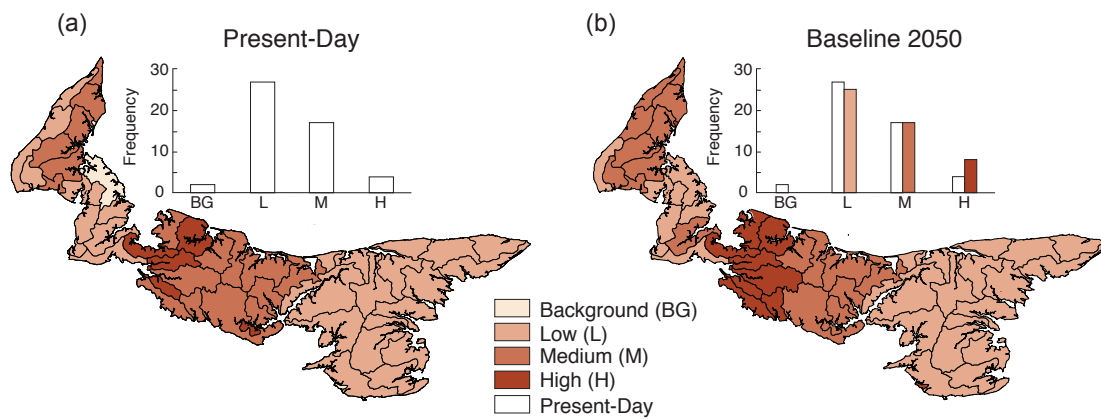 (a)
Present-Day
30
20
10
0
Frequency
BG L M H
(b)
Baseline 2050
30
20
10
0
Frequency
BG L M H
Background (BG)
Low (L)
Medium (M)
High (H)
Present-Day